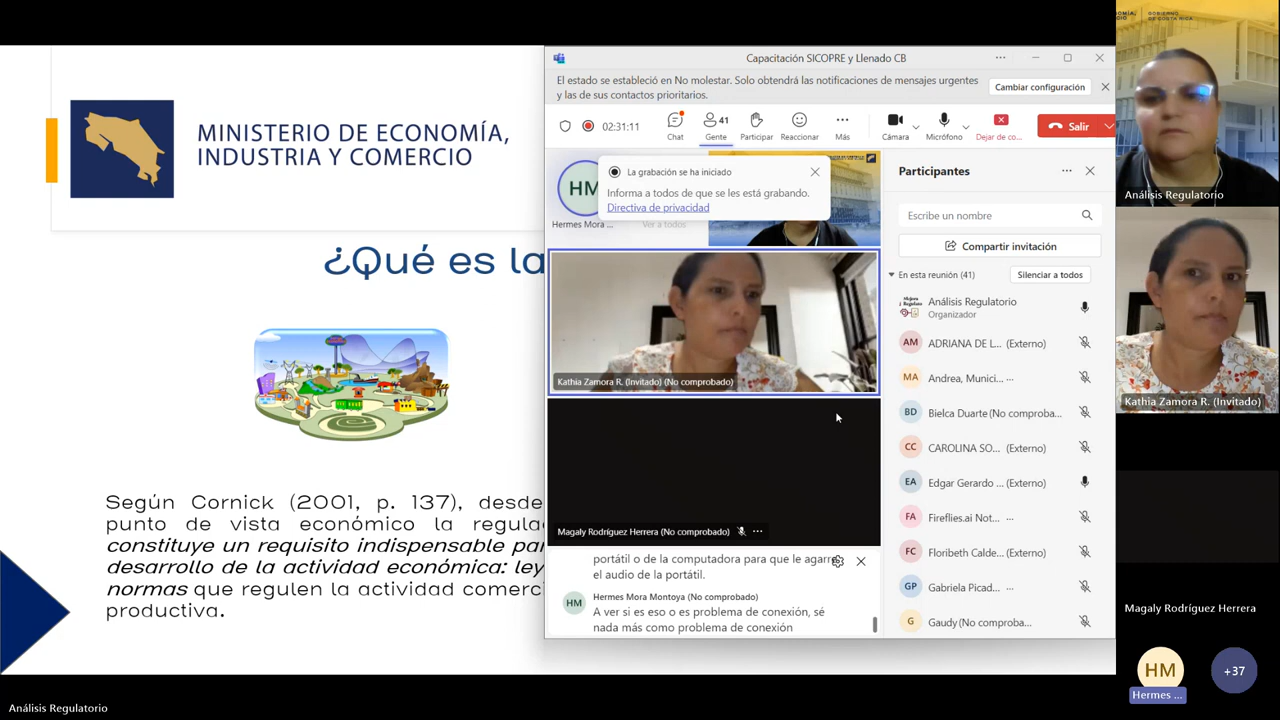 MINISTERIO DE ECONOMÍA,
INDUSTRIA Y COMERCIO
¿Qué es la
Según Cornick (2001, p. 137), desde
punto de vista económico la regula
constituye un requisito indispensable pa
desarrollo de la actividad económica: ley
normas que regulen la actividad comerc
productiva.
Análisis Regulatorio
Capacitación SICOPRE y Llenado CB
El estado se estableció en No molestar. Solo obtendrá las notificaciones de mensajes urgentes
y las de sus contactos prioritarios.
Cambiar configuración
02:31:11
Chat
41
Gente
Participar
Reaccionar
Más
Cámara
Micrófono
Dejar de co...
Salir
HM
Hermes Mora ...
Ver a todos
La grabación se ha iniciado
Informa a todos de que se les está grabando.
Directiva de privacidad
Kathia Zamora R. (Invitado) (No comprobado)
Magaly Rodríguez Herrera (No comprobado)
portátil o de la computadora para que le agarre
el audio de la portátil.
HM
Hermes Mora Montoya (No comprobado)
A ver si es eso o es problema de conexión, sé
nada más como problema de conexión
Participantes
Escribe un nombre
Compartir invitación
En esta reunión (41)
Silenciar a todos
Análisis Regulatorio
Organizador
AM ADRIANA DE L... (Externo)
MA Andrea, Munici... ...
BD Bielca Duarte (No comproba...
CC CAROLINA SO... (Externo)
EA Edgar Gerardo ... (Externo)
FA Fireflies.ai Not... ...
FC Floribeth Calde... (Externo)
GP Gabriela Picad... ...
G Gaudy (No comproba...
GOBIERNO
DE COSTA RICA
Análisis Regulatorio
Kathia Zamora R. (Invitado)
Magaly Rodríguez Herrera
HM
Hermes ...
+37